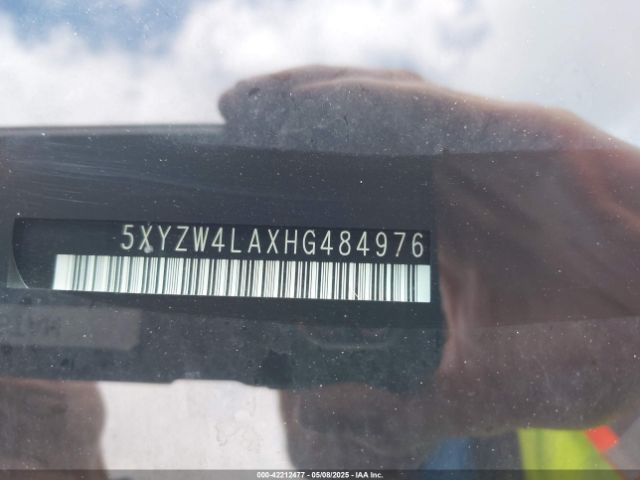 5XYZW4LAXHG484976
000-42212477 — 05/08/2025 — IAA Inc.